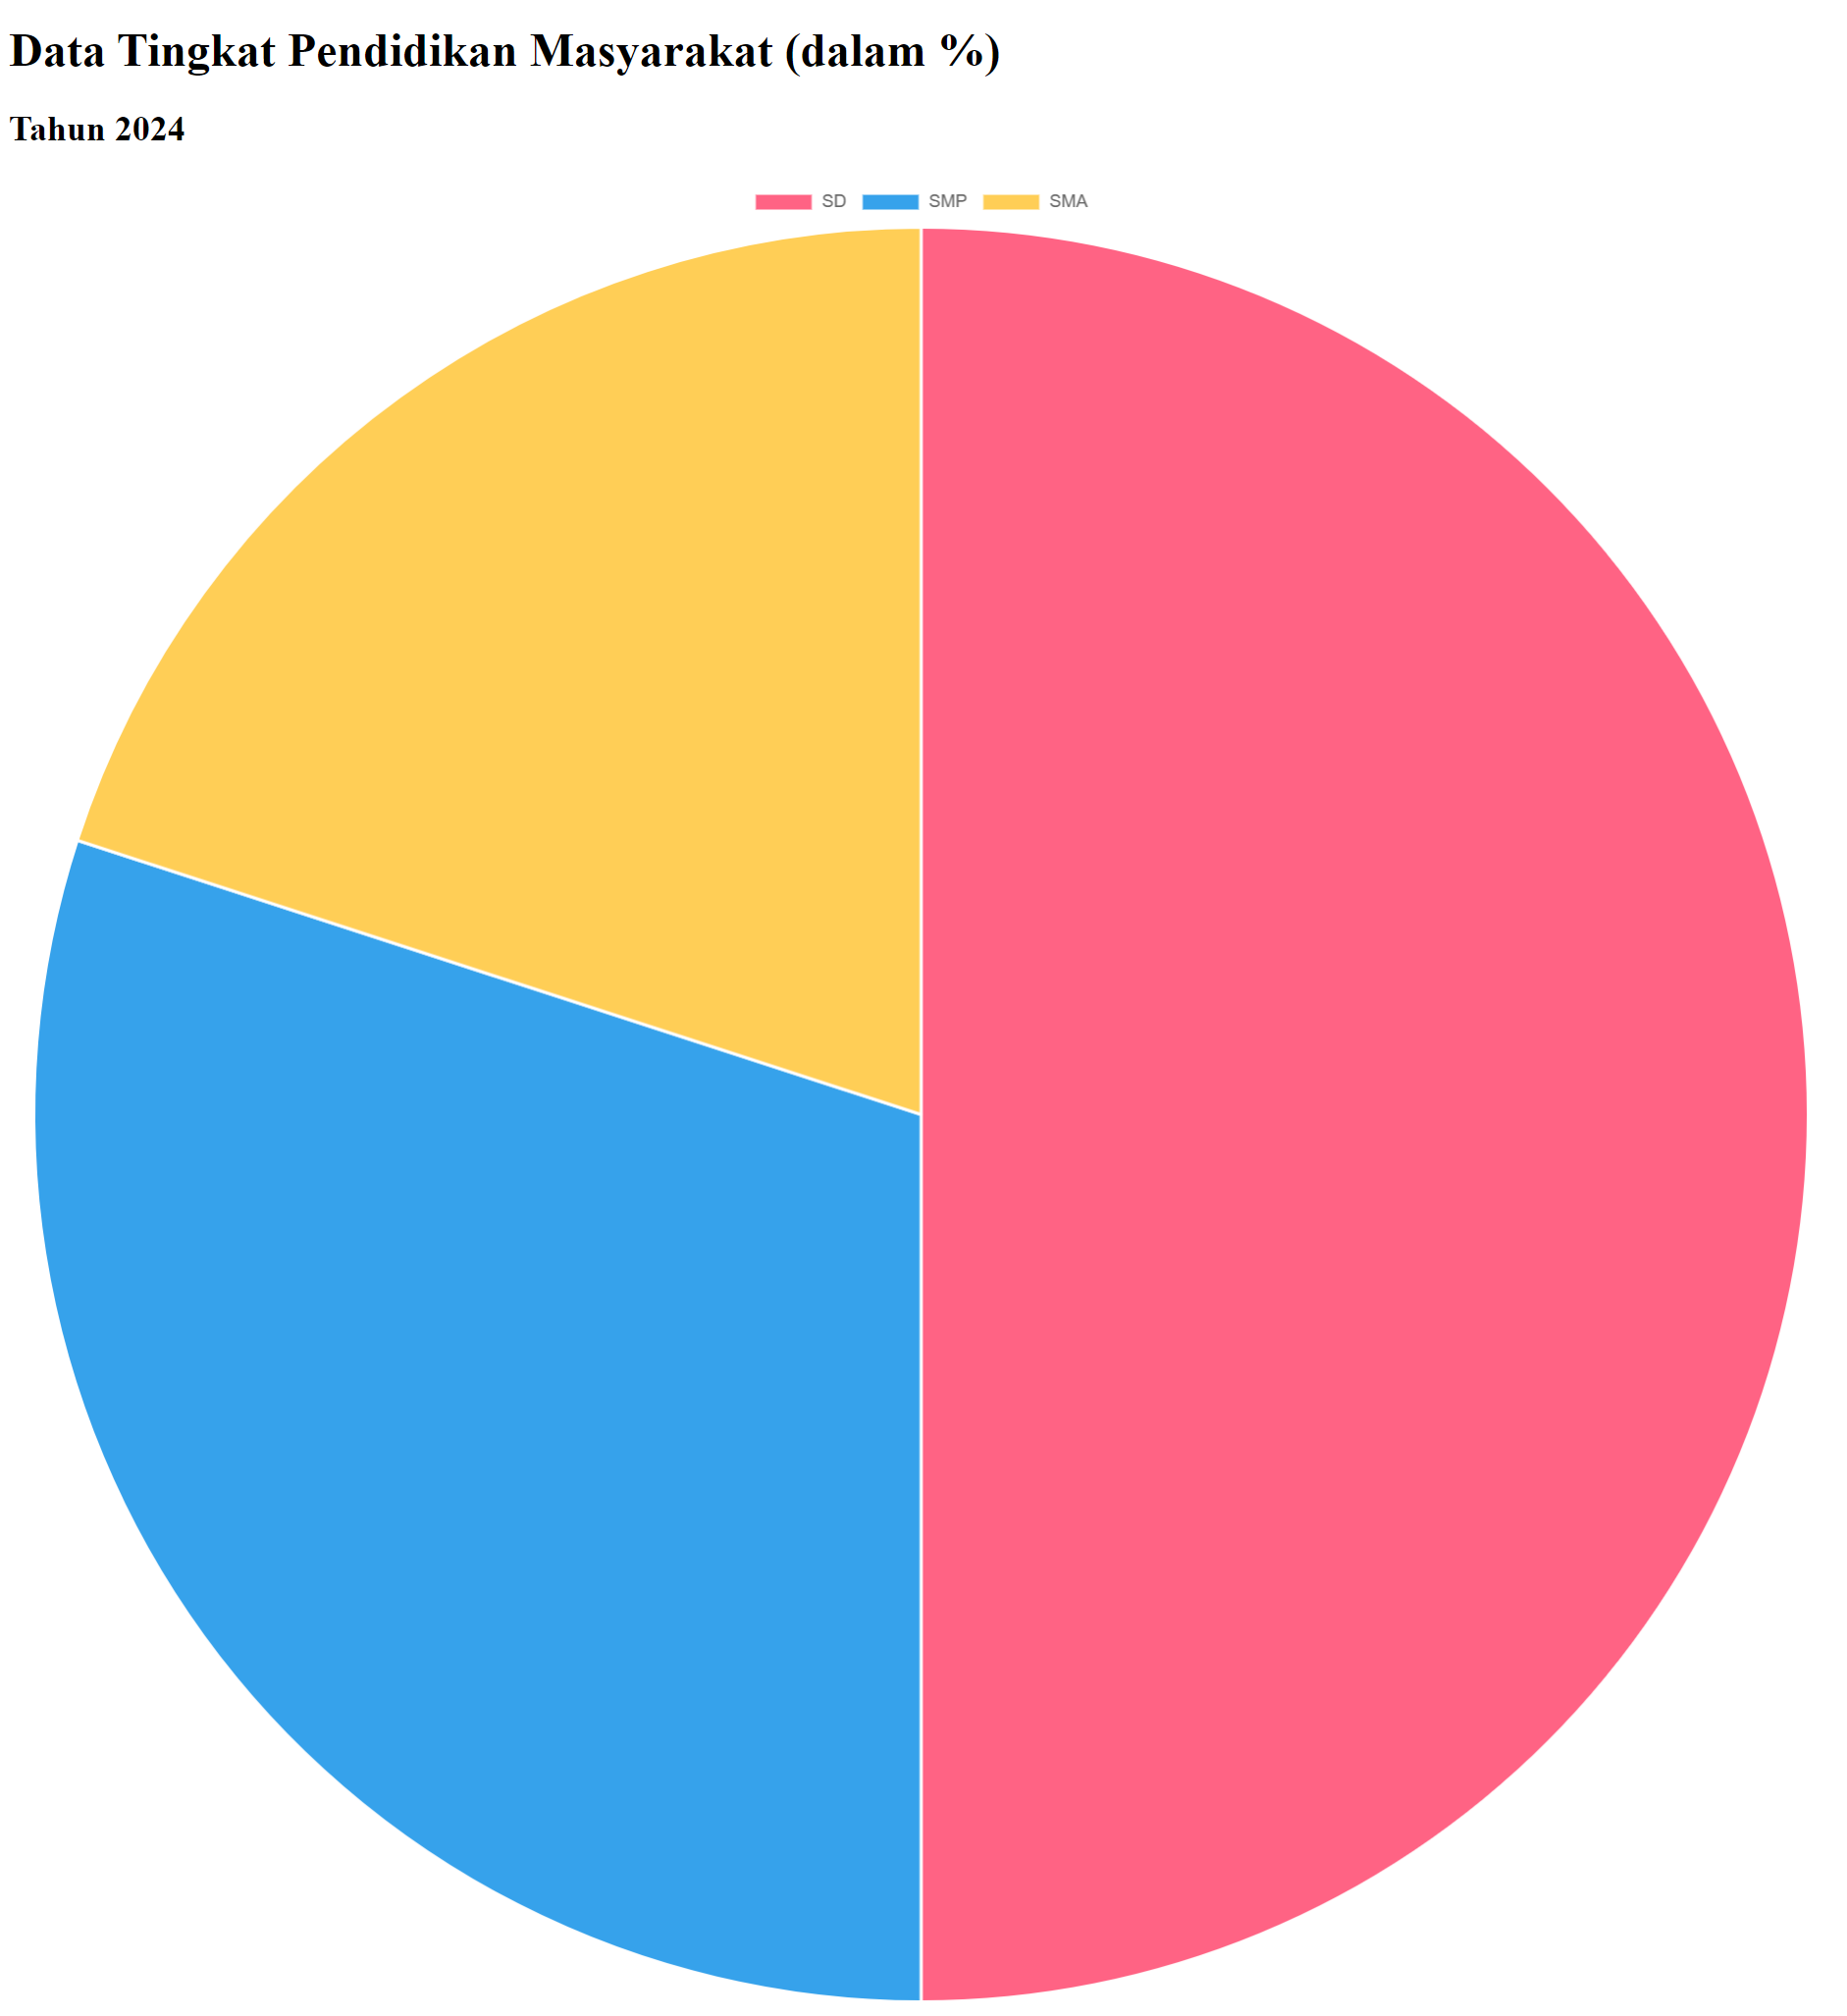 Data Tingkat Pendidikan Masyarakat (dalam %)
Tahun 2024
SD SMP SMA